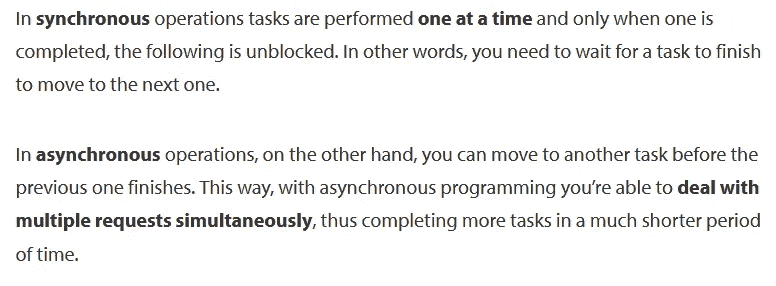 In synchronous operations tasks are performed one at a time and only when one is
completed, the following is unblocked. In other words, you need to wait for a task to finish
to move to the next one.
In asynchronous operations, on the other hand, you can move to another task before the
previous one finishes. This way, with asynchronous programming you’re able to deal with
multiple requests simultaneously, thus completing more tasks in a much shorter period
of time.